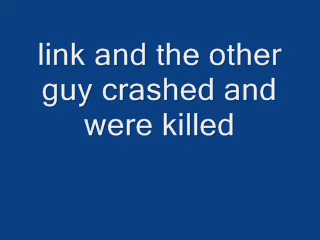 link and the other
guy crashed and
were killed